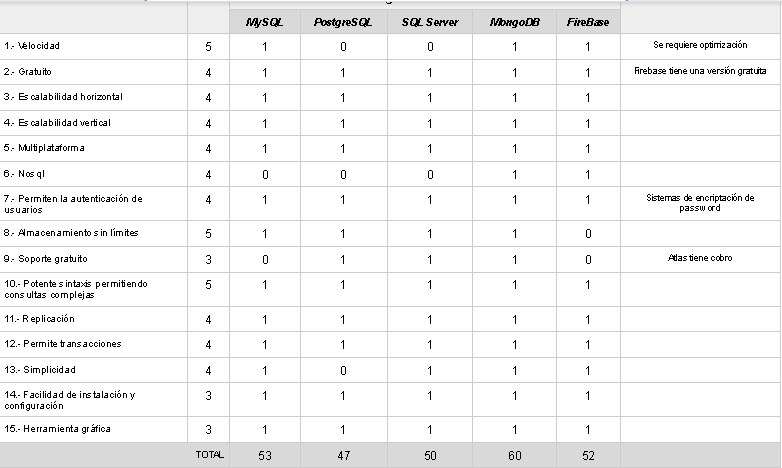 MySQL PostgreSQL SQL Server MongoDB FireBase
1.- Velocidad 5 1 0 0 1 1 Se requiere optimización
2.- Gratuito 4 1 1 1 1 1 Firebase tiene una versión gratuita
3.- Escalabilidad horizontal 4 1 1 1 1 1
4.- Escalabilidad vertical 4 1 1 1 1 1
5.- Multiplataforma 4 1 1 1 1 1
6.- Nosql 4 0 0 0 1 1
7.- Permiten la autenticación de
usuarios 4 1 1 1 1 1 Sistemas de encriptación de
password
8.- Almacenamiento sin límites 5 1 1 1 1 0
9.- Soporte gratuito 3 0 1 1 1 0 Atlas tiene cobro
10.- Potente sintaxis permitiendo
consultas complejas 5 1 1 1 1 1
11.- Replicación 4 1 1 1 1 1
12.- Permite transacciones 4 1 1 1 1 1
13.- Simplicidad 4 1 0 1 1 1
14.- Facilidad de instalación y
configuración 3 1 1 1 1 1
15.- Herramienta gráfica 3 1 1 1 1 1
TOTAL 53 47 50 60 52